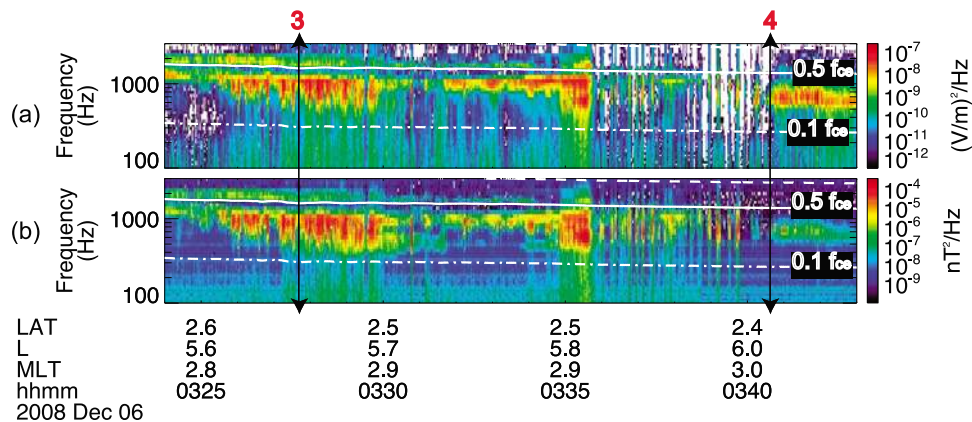 3 4
(a)
Frequency
(Hz)
1000
100
0.5 fce
0.1 fce
10-7
10-8
10-9
10-10
10-11
10-12
(V/m)2/Hz
(b)
Frequency
(Hz)
1000
100
0.5 fce
0.1 fce
10-4
10-5
10-6
10-7
10-8
10-9
nT2/Hz
LAT 2.6 2.5 2.5 2.4
L 5.6 5.7 5.8 6.0
MLT 2.8 2.9 2.9 3.0
hhmm 0325 0330 0335 0340
2008 Dec 06